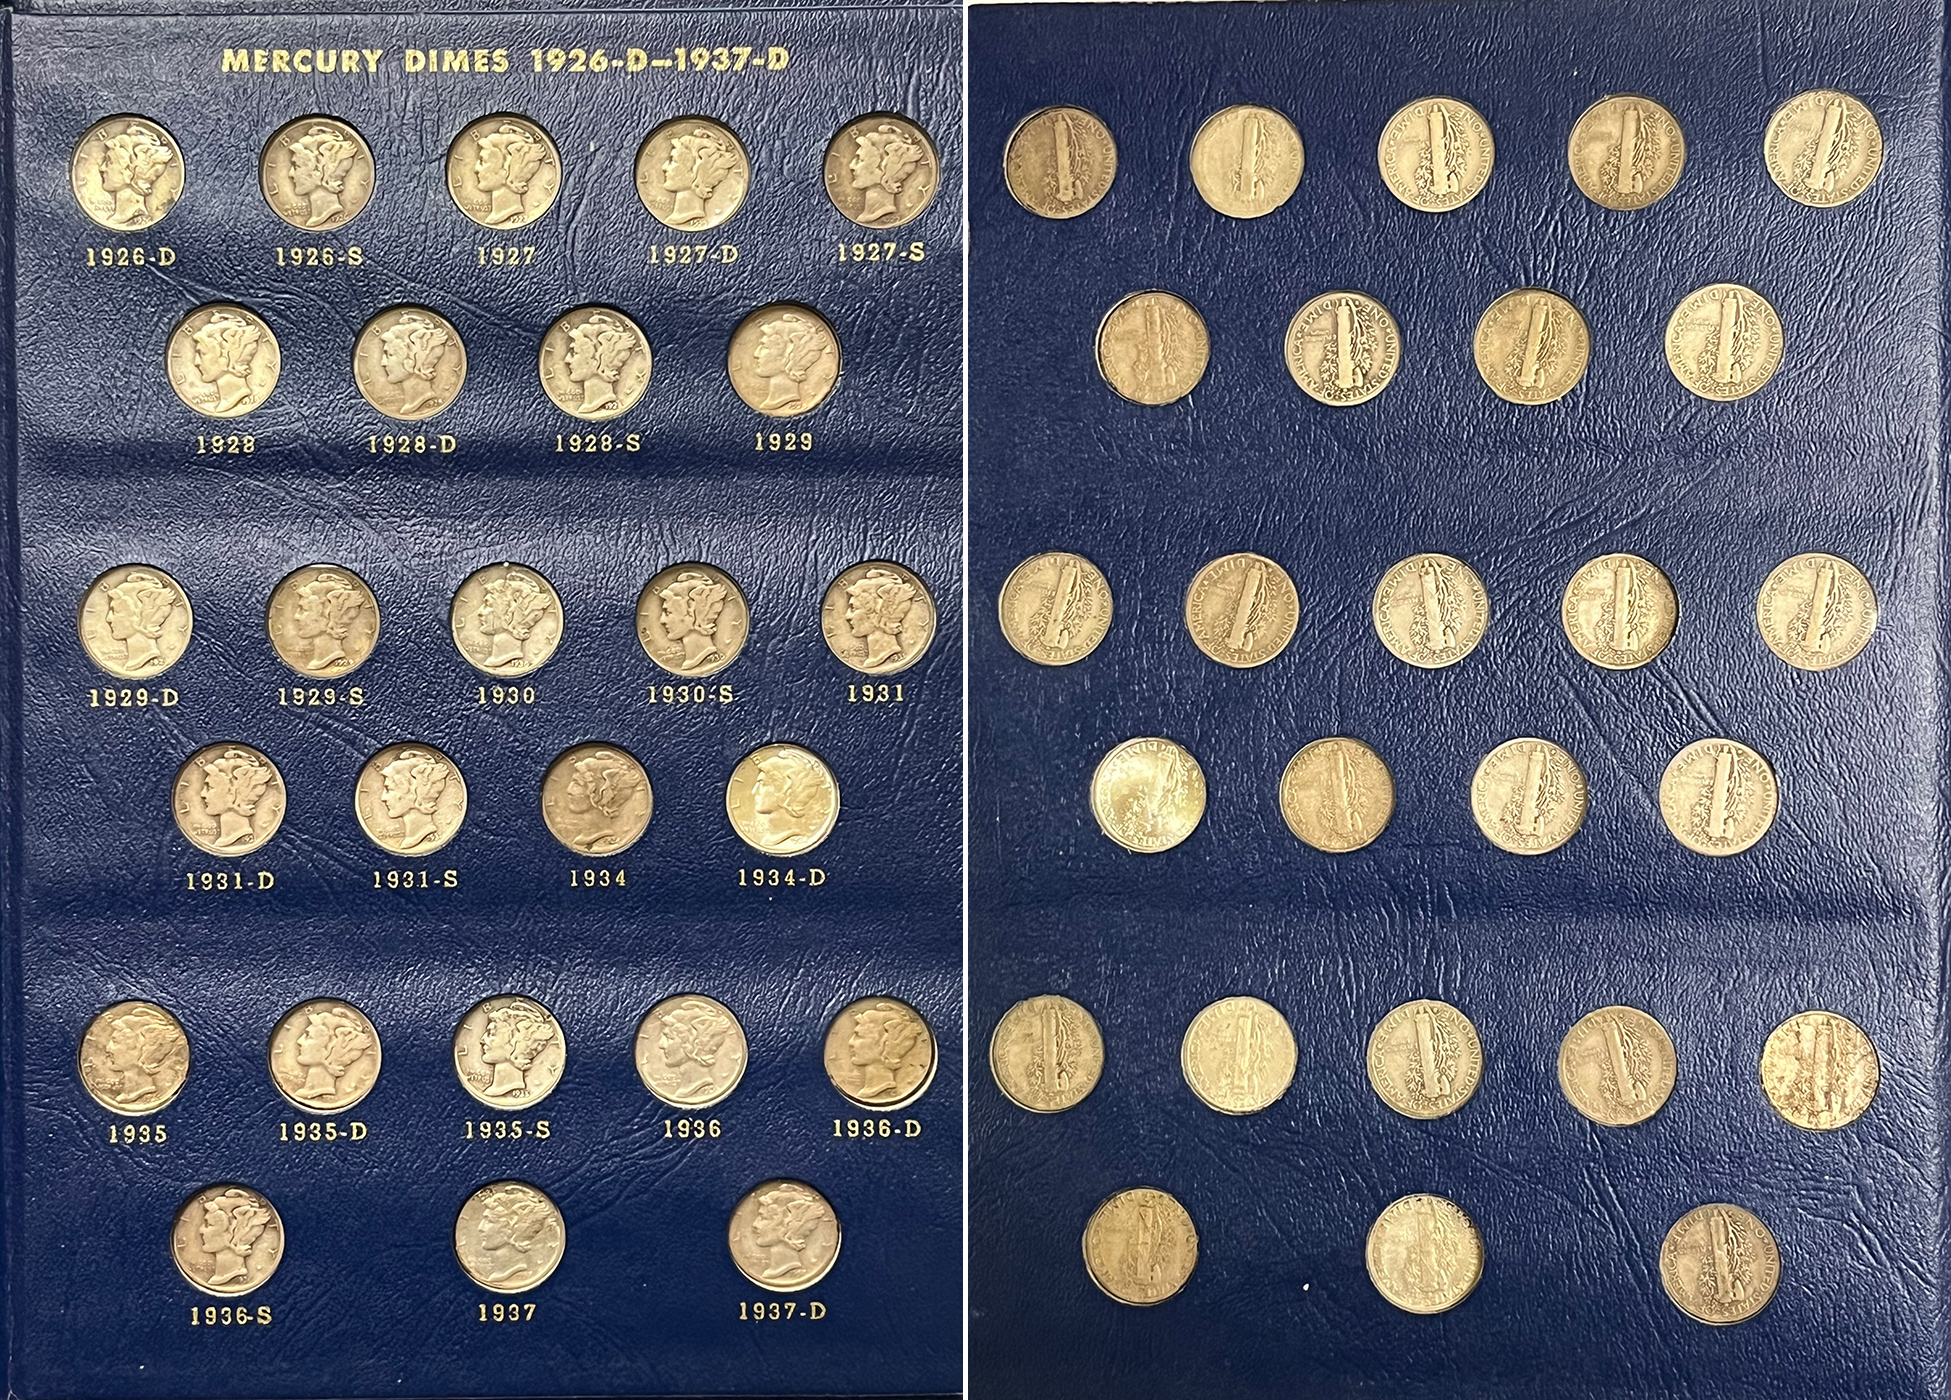 MERCURY DIMES 1926-D–1937-D
1926-D 1926-S 1927 1927-D 1927-S
1928 1928-D 1928-S 1929
1929-D 1929-S 1930 1930-S 1931
1931-D 1931-S 1934 1934-D
1935 1935-D 1935-S 1936 1936-D
1936-S 1937 1937-D